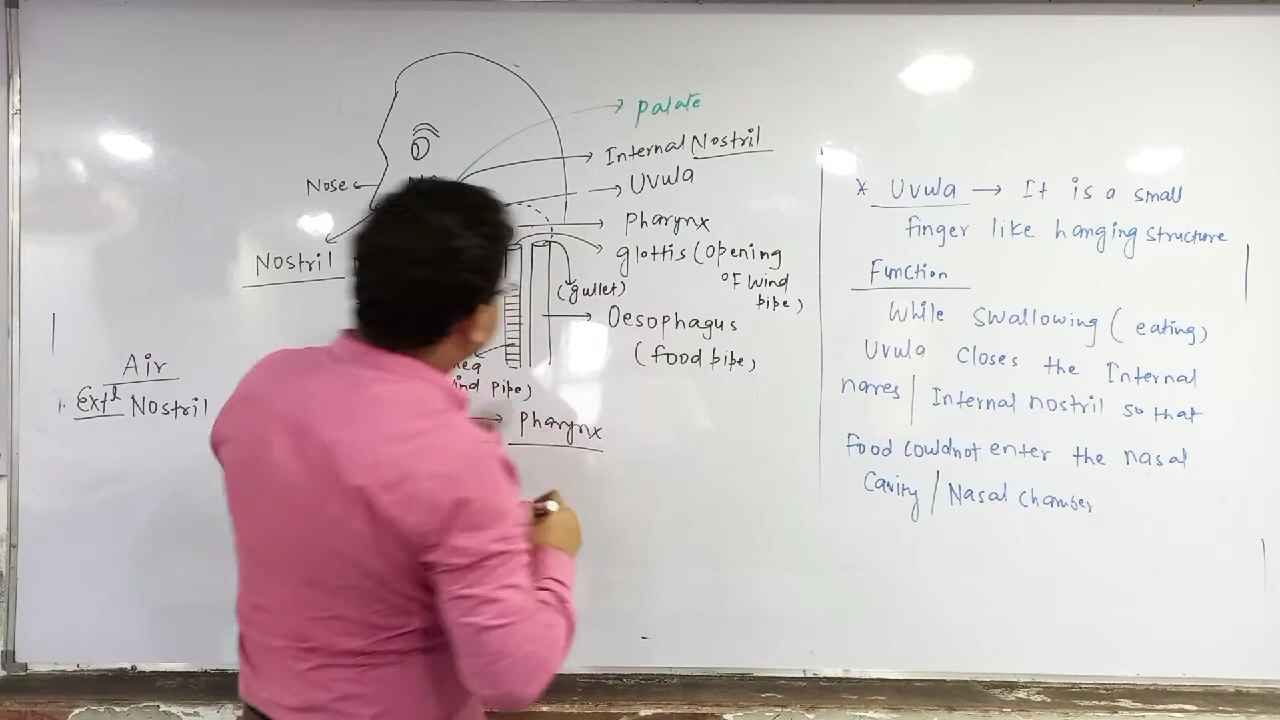 Palate
Internal Nostril
Nose
Uvula
Pharynx
glottis (opening
of wind
pipe)
Nostril
(gullet)
Oesophagus
(food pipe)
Pipe)
Air
1. Extl Nostril
Pharynx
* Uvula → It is a small
finger like hanging structure
Function
While swallowing (eating)
Uvula closes the Internal
nares / Internal nostril so that
Food couldnot enter the nasal
Cavity / Nasal chamber